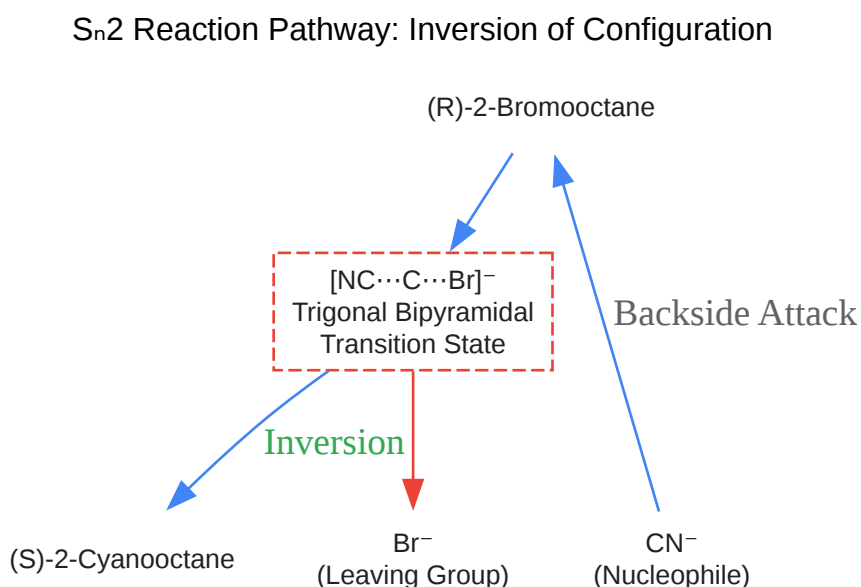 Sₙ2 Reaction Pathway: Inversion of Configuration
(R)-2-Bromooctane
[NC⋯C⋯Br]⁻
Trigonal Bipyramidal
Transition State
Backside Attack
Inversion
(S)-2-Cyanooctane
Br⁻
(Leaving Group)
CN⁻
(Nucleophile)